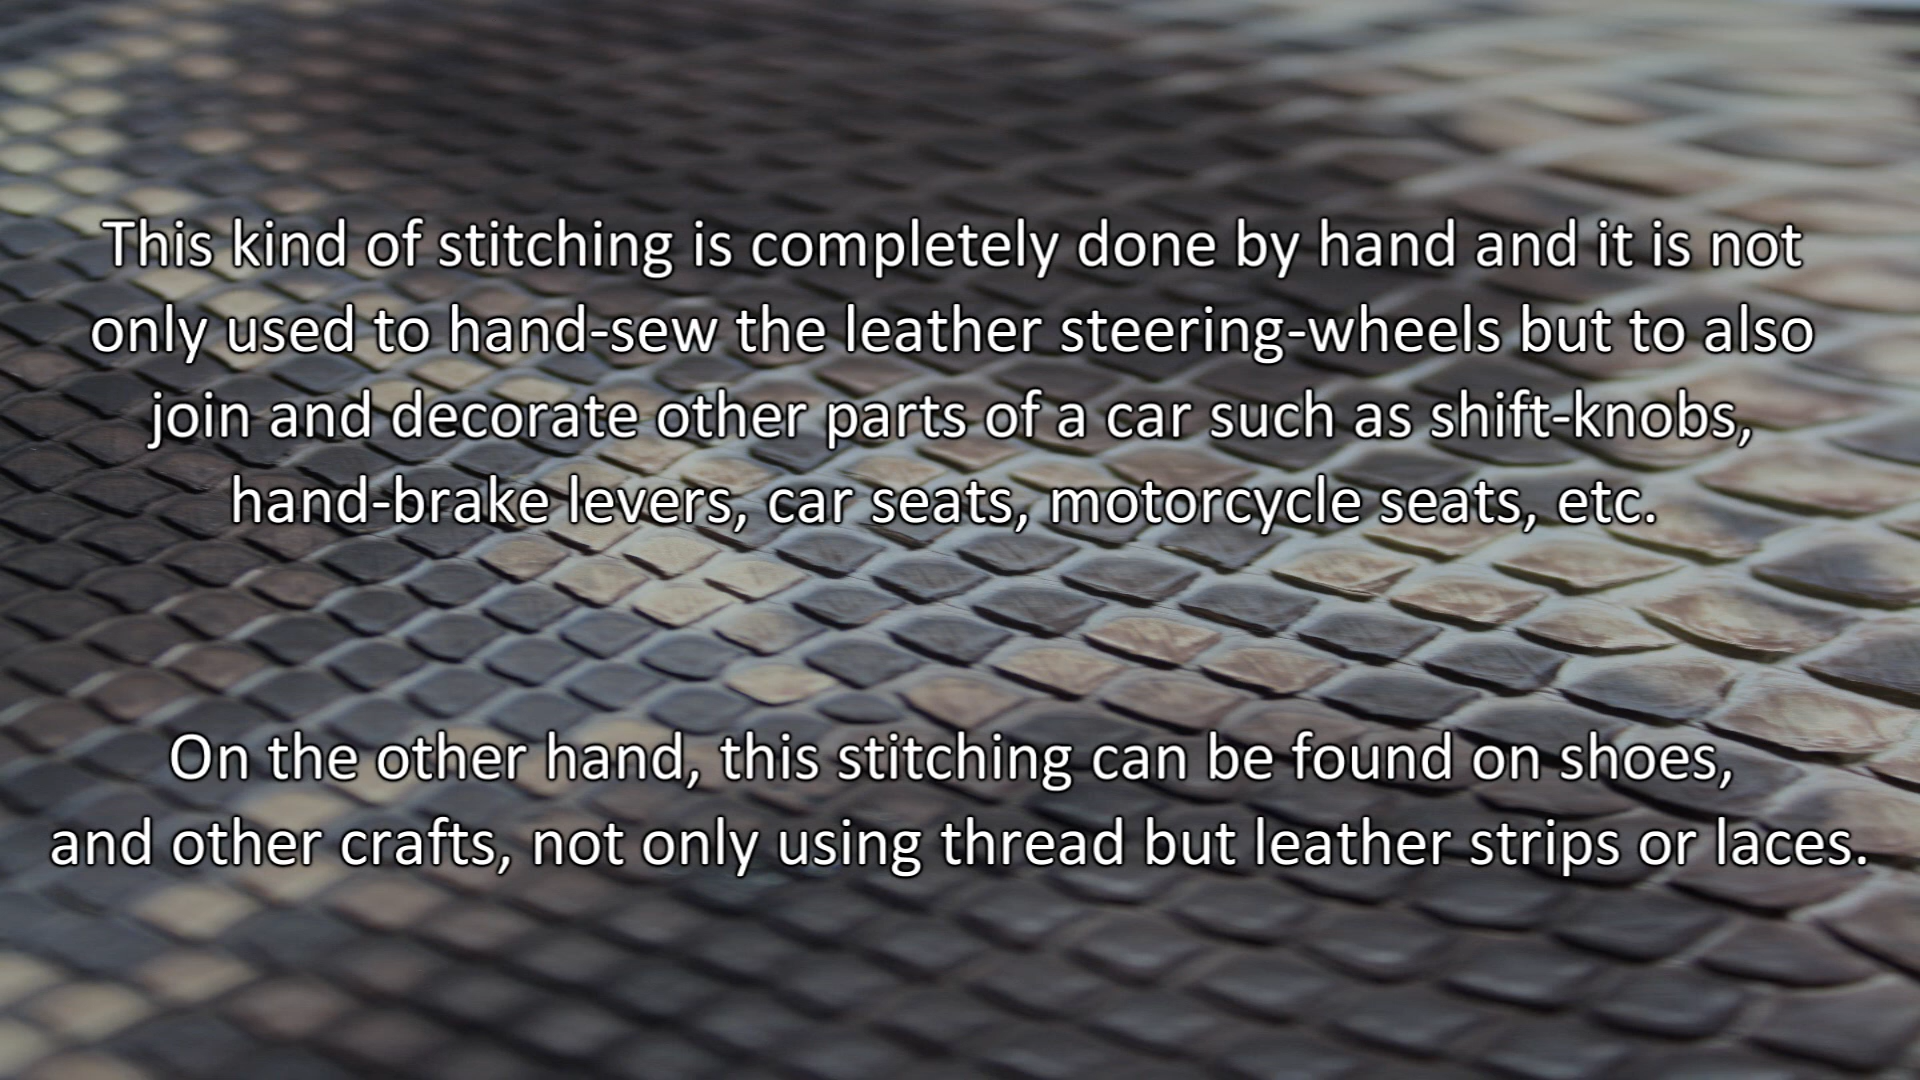 This kind of stitching is completely done by hand and it is not
only used to hand-sew the leather steering-wheels but to also
join and decorate other parts of a car such as shift-knobs,
hand-brake levers, car seats, motorcycle seats, etc.
On the other hand, this stitching can be found on shoes,
and other crafts, not only using thread but leather strips or laces.